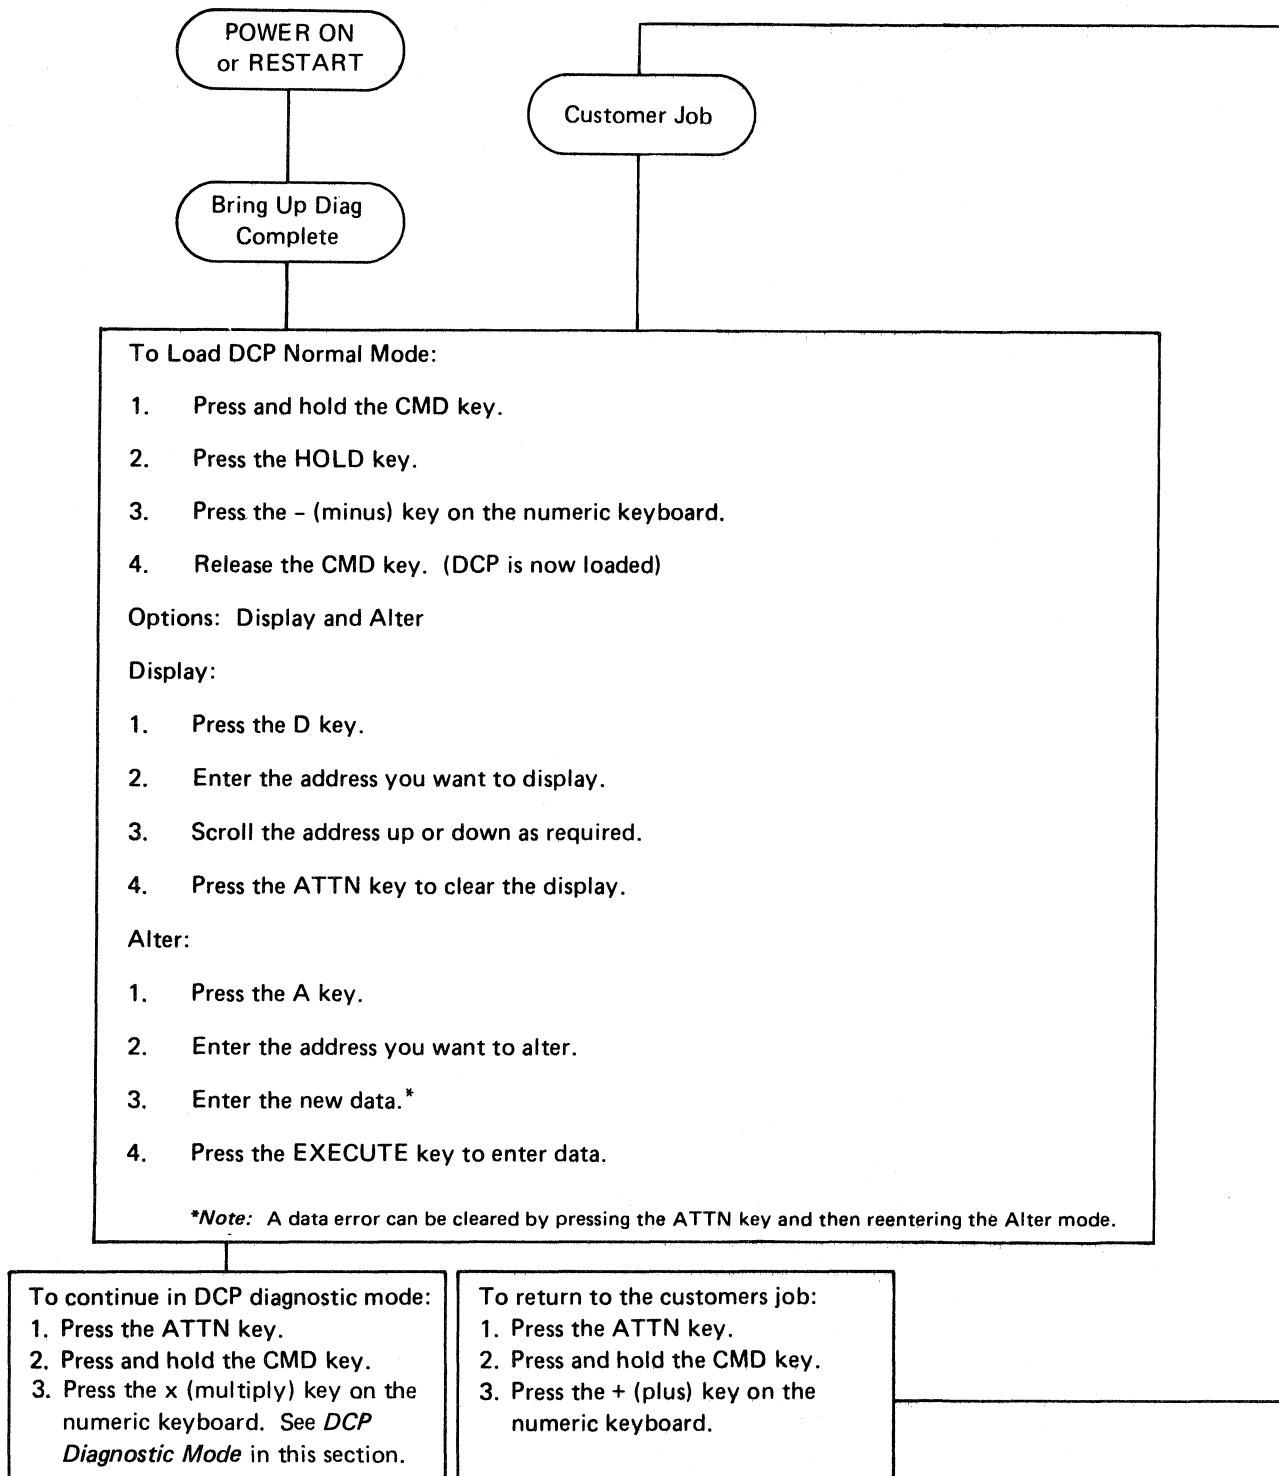 POWER ON
or RESTART
Customer Job
Bring Up Diag
Complete
To Load DCP Normal Mode:
1. Press and hold the CMD key.
2. Press the HOLD key.
3. Press the – (minus) key on the numeric keyboard.
4. Release the CMD key. (DCP is now loaded)
Options: Display and Alter
Display:
1. Press the D key.
2. Enter the address you want to display.
3. Scroll the address up or down as required.
4. Press the ATTN key to clear the display.
Alter:
1. Press the A key.
2. Enter the address you want to alter.
3. Enter the new data.*
4. Press the EXECUTE key to enter data.
*Note: A data error can be cleared by pressing the ATTN key and then reentering the Alter mode.
To continue in DCP diagnostic mode:
1. Press the ATTN key.
2. Press and hold the CMD key.
3. Press the x (multiply) key on the
numeric keyboard. See DCP
Diagnostic Mode in this section.
To return to the customers job:
1. Press the ATTN key.
2. Press and hold the CMD key.
3. Press the + (plus) key on the
numeric keyboard.